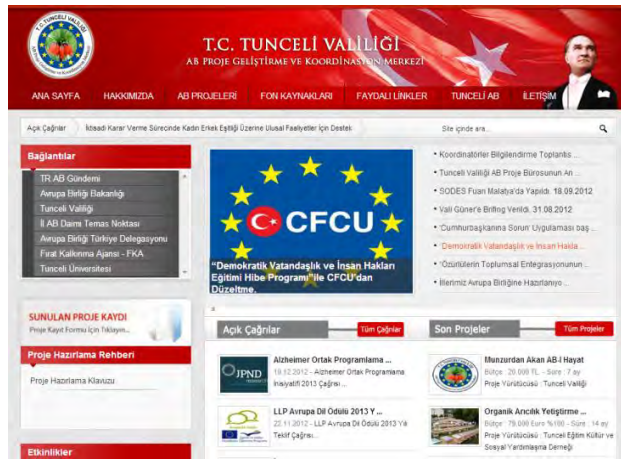 T.C. TUNCELİ VALİLİĞİ
AB PROJE GELİŞTİRME VE KOORDİNASYON MERKEZİ
ANA SAYFA HAKKIMIZDA AB PROJELERİ FON KAYNAKLARI FAYDALI LİNKLER TUNCELİ AB İLETİŞİM
Açık Çağrılar İktisadi Karar Verme Sürecinde Kadın Erkek Eşitliği Üzerine Ulusal Faaliyetler İçin Destek
Site içinde ara...
Bağlantılar
TR AB Gündemi
Avrupa Birliği Bakanlığı
Tunceli Valiliği
İl AB Daimi Temas Noktası
Avrupa Birliği Türkiye Delegasyonu
Fırat Kalkınma Ajansı - FKA
Tunceli Üniversitesi
SUNULAN PROJE KAYDI
Proje Kayıt Formu İçin Tıklayın...
Proje Hazırlama Rehberi
Proje Hazırlama Klavuzu
Etkinlikler
CFCU
"Demokratik Vatandaşlık ve İnsan Hakları
Eğitimi Hibe Programı"ile CFCU'dan
Düzeltme.
Koordinatörler Bilgilendirme Toplantıs ...
Tunceli Valiliği AB Proje Bürosunun An ...
SODES Fuarı Malatya'da Yapıldı. 18.09.2012
Vali Güner'e Brifing Verildi. 31.08.2012
'Cumhurbaşkanına Sorun' Uygulaması baş ...
'Demokratik Vatandaşlık ve İnsan Hakla ...
'Özürlülerin Toplumsal Entegrasyonunun ...
İllerimiz Avrupa Birliğine Hazırlanıyo ...
Açık Çağrılar
Tüm Çağrılar
JPND
Alzheimer Ortak Programlama ...
19.12.2012 - Alzheimer Ortak Programlama
İnisiyatifi 2013 Çağrısı ...
LLP Avrupa Dil Ödülü 2013 Y ...
22.11.2012 - LLP Avrupa Dil Ödülü 2013 Yılı
Teklif Çağrısı...
Son Projeler
Tüm Projeler
Munzurdan Akan AB-I Hayat
Bütçe : 20.000 TL - Süre : 7 ay
Proje Yürütücüsü : Tunceli Valiliği
Organik Arıcılık Yetiştirme ...
Bütçe : 79.000 Euro %100 - Süre : 14 ay
Proje Yürütücüsü : Tunceli Eğitim Kültür ve
Sosyal Yardımlaşma Derneği